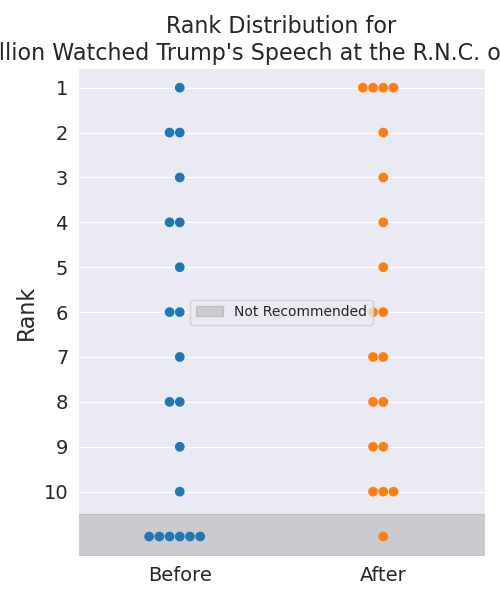 Rank Distribution for
llion Watched Trump's Speech at the R.N.C. o
1
2
3
4
5
6
7
8
9
10
Rank
Not Recommended
Before After